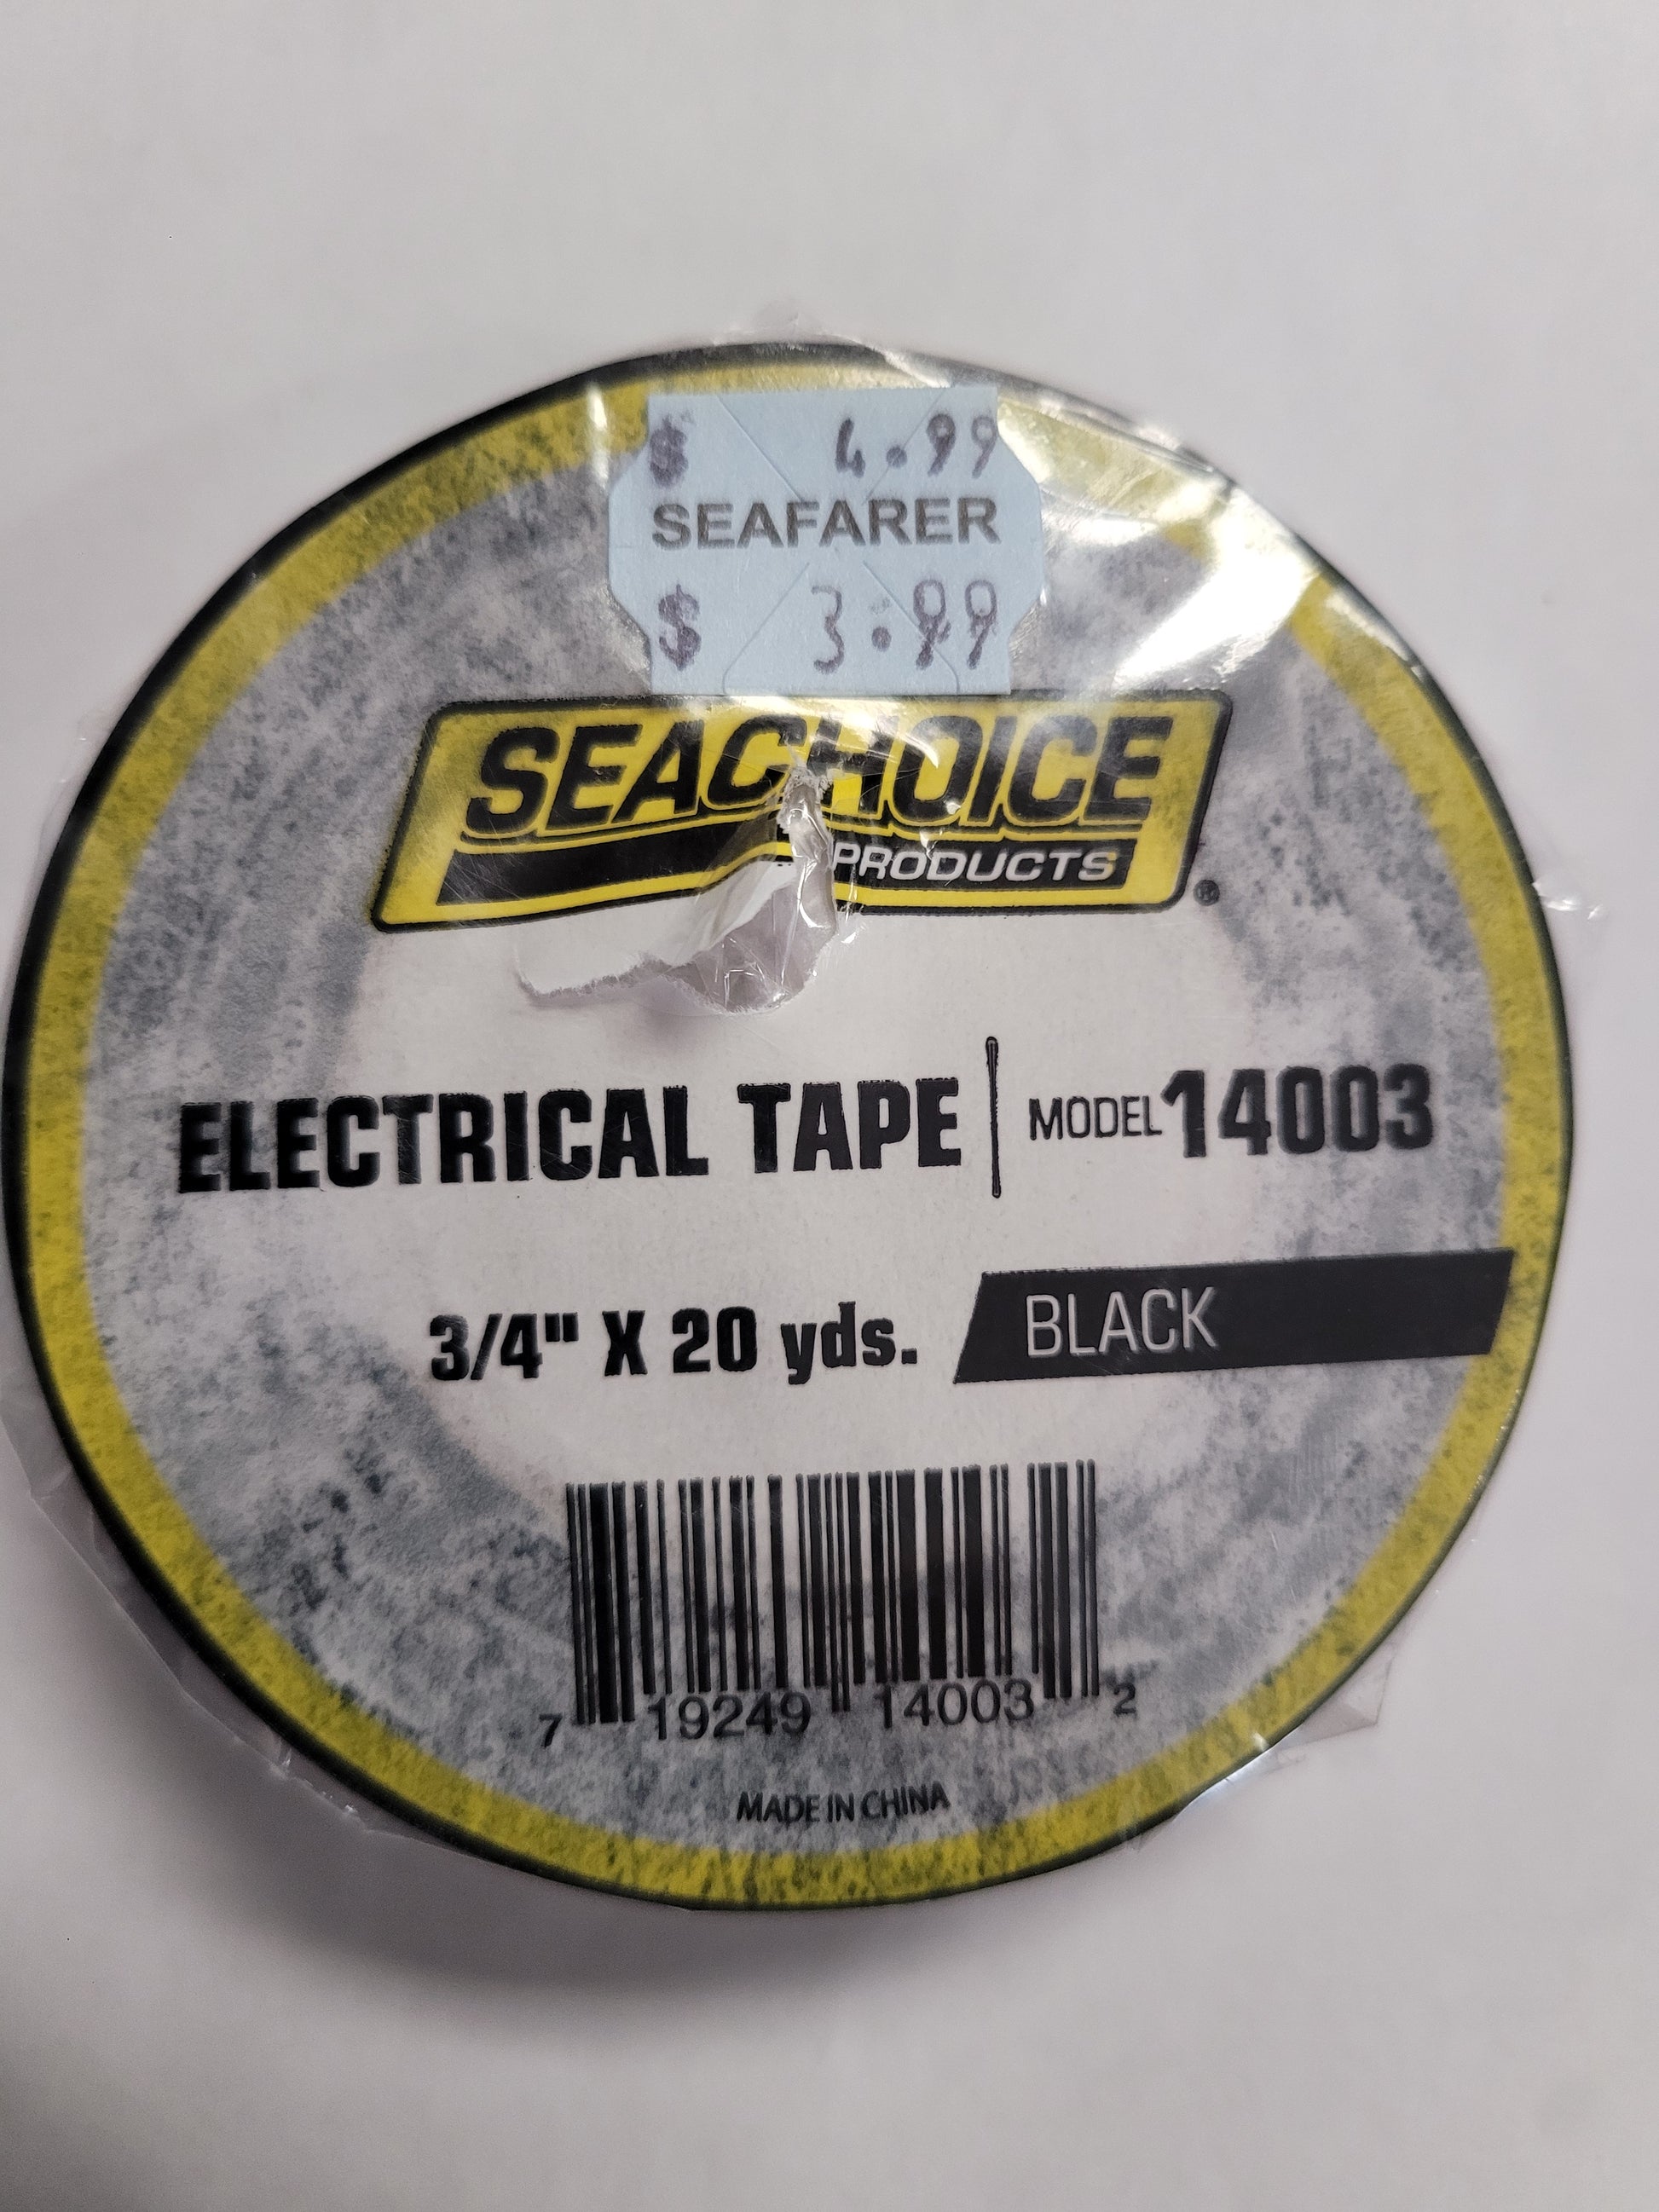 $ 4.99
SEAFARER
$ 3.99
SEACHOICE
PRODUCTS
®
ELECTRICAL TAPE | MODEL 14003
3/4" X 20 yds. BLACK
7 19249 14003 2
MADE IN CHINA